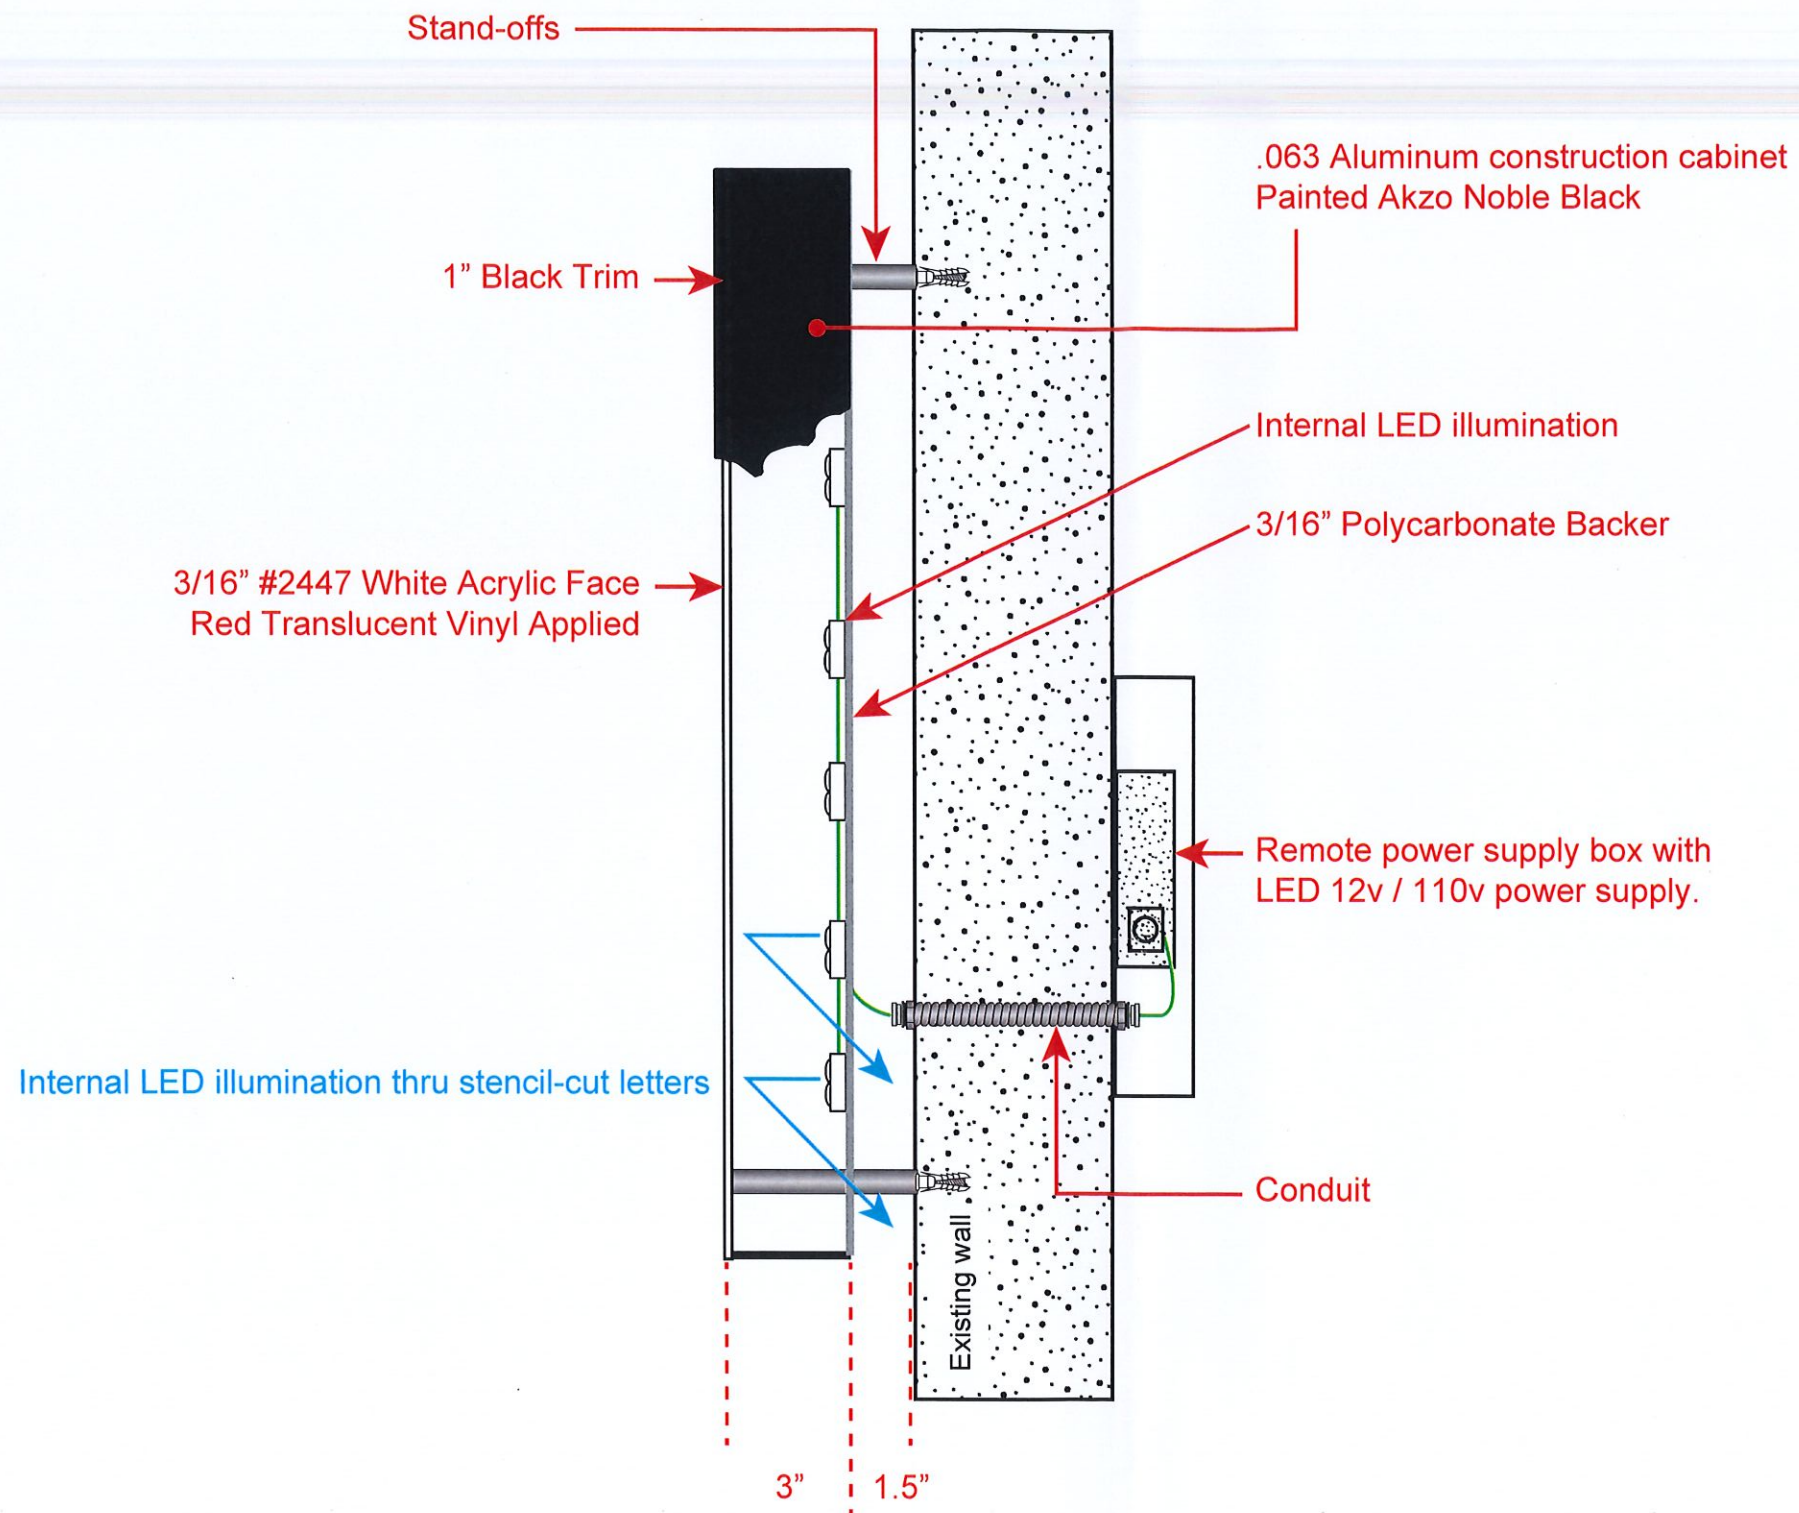 Stand-offs
.063 Aluminum construction cabinet
Painted Akzo Noble Black
1” Black Trim
Internal LED illumination
3/16” Polycarbonate Backer
3/16” #2447 White Acrylic Face
Red Translucent Vinyl Applied
Remote power supply box with
LED 12v / 110v power supply.
Internal LED illumination thru stencil-cut letters
Conduit
Existing wall
3”
1.5”